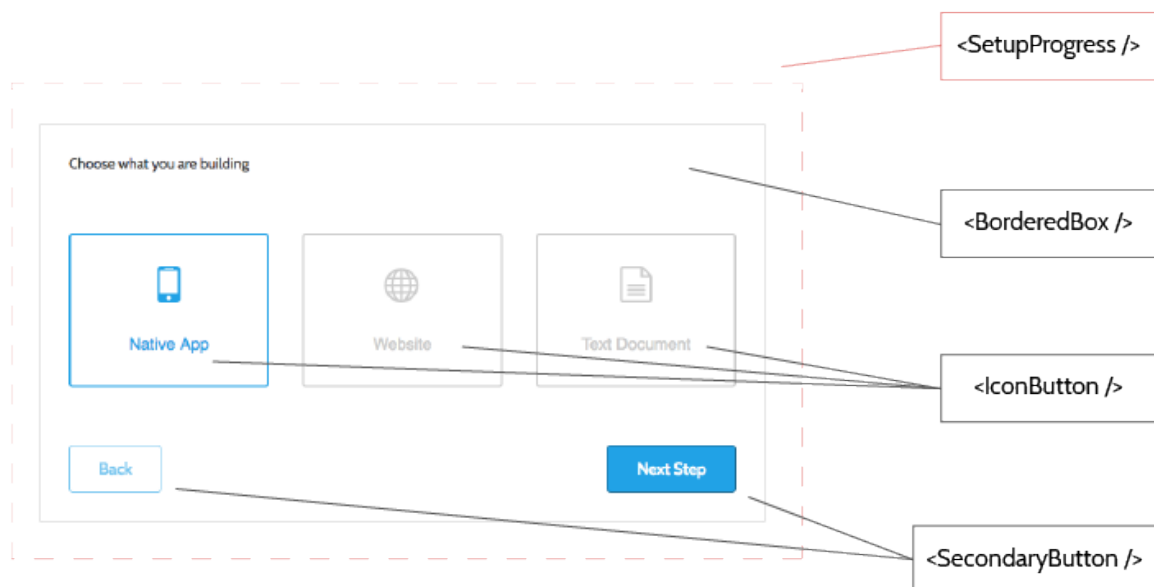 <SetupProgress />
Choose what you are building
<BorderedBox />
Native App
Website
Text Document
<IconButton />
Back
Next Step
<SecondaryButton />